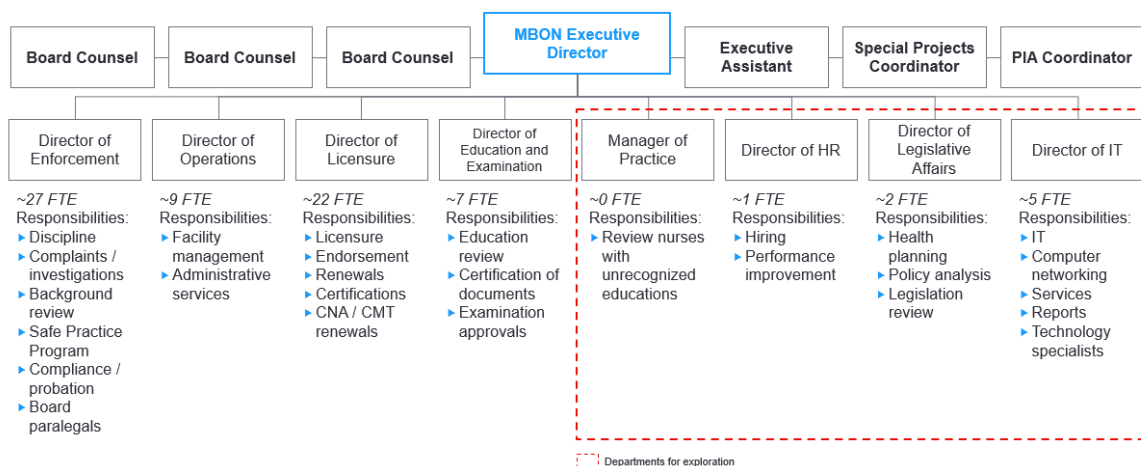 Board Counsel
Board Counsel
Board Counsel
MBON Executive
Director
Executive
Assistant
Special Projects
Coordinator
PIA Coordinator
Director of
Enforcement
Director of
Operations
Director of
Licensure
Director of
Education and
Examination
Manager of
Practice
Director of HR
Director of
Legislative
Affairs
Director of IT
~27 FTE
Responsibilities:
Discipline
Complaints /
investigations
Background
review
Safe Practice
Program
Compliance /
probation
Board
paralegals
~9 FTE
Responsibilities:
Facility
management
Administrative
services
~22 FTE
Responsibilities:
Licensure
Endorsement
Renewals
Certifications
CNA / CMT
renewals
~7 FTE
Responsibilities:
Education
review
Certification of
documents
Examination
approvals
~0 FTE
Responsibilities:
Review nurses
with
unrecognized
educations
~1 FTE
Responsibilities:
Hiring
Performance
improvement
~2 FTE
Responsibilities:
Health
planning
Policy analysis
Legislation
review
~5 FTE
Responsibilities:
IT
Computer
networking
Services
Reports
Technology
specialists
Departments for exploration